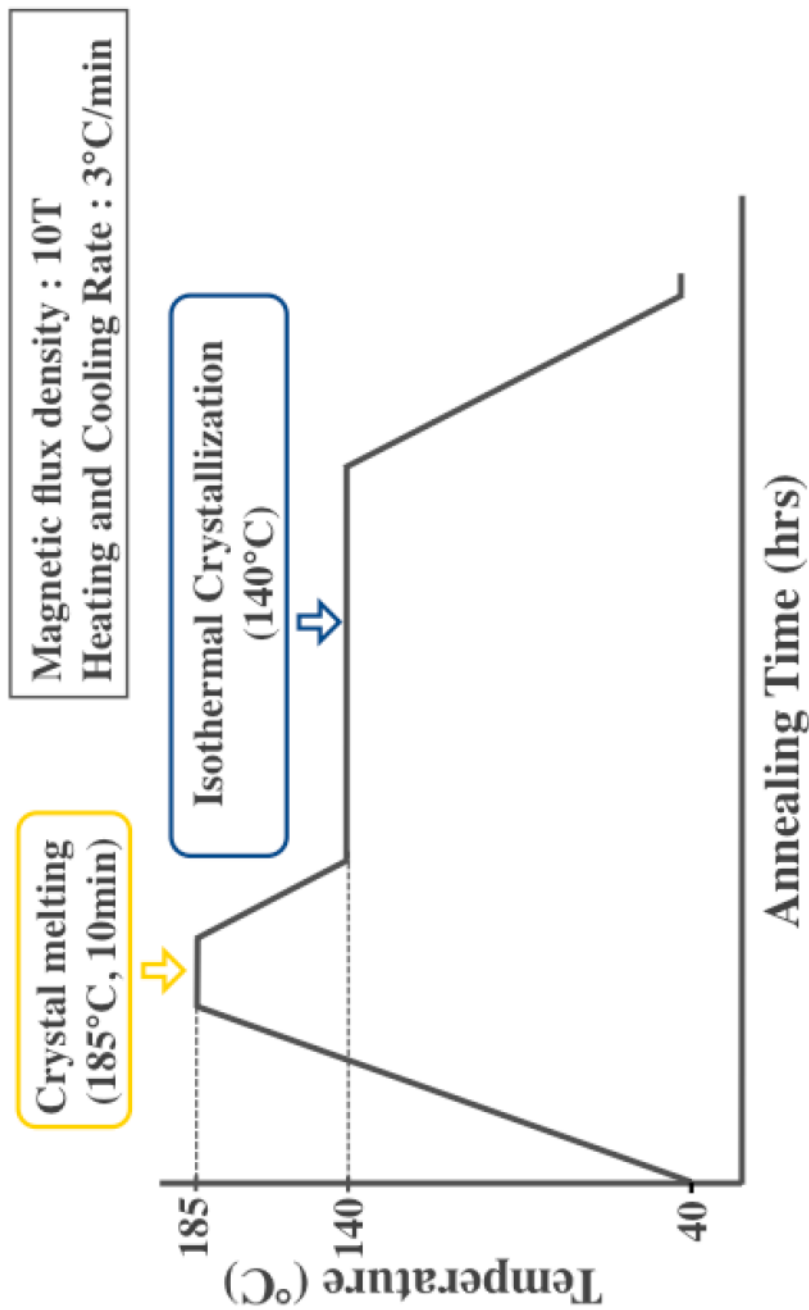 Magnetic flux density : 10T
Heating and Cooling Rate : 3°C/min
Crystal melting
(185°C, 10min)
Isothermal Crystallization
(140°C)
Temperature (°C)
185
140
40
Annealing Time (hrs)